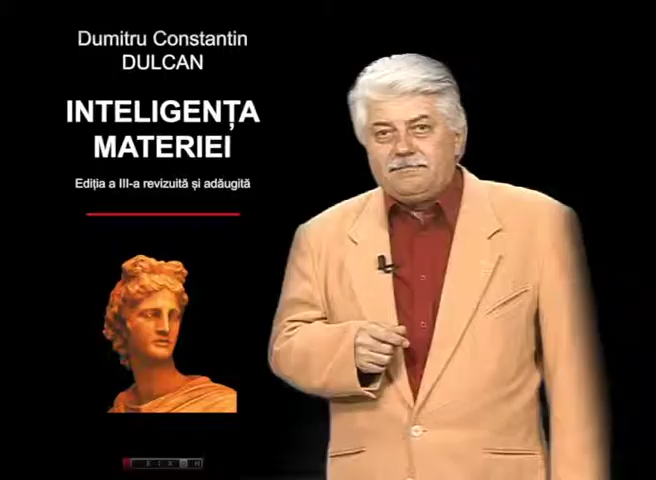 Dumitru Constantin
DULCAN
INTELIGENȚA
MATERIEI
Ediția a III-a revizuită și adăugită